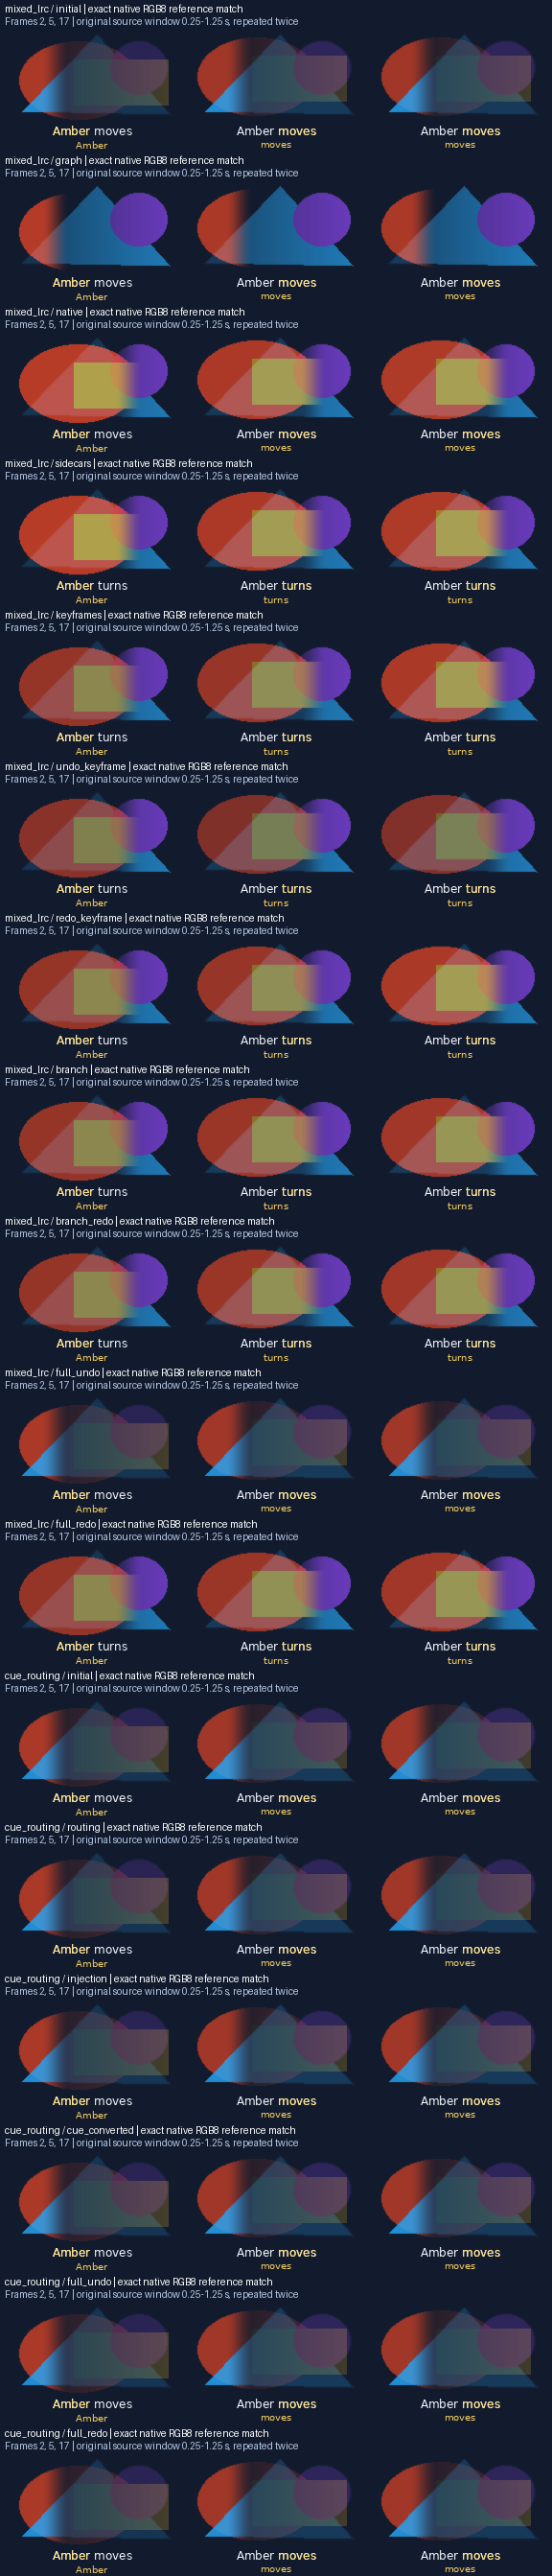 mixed_lrc / initial | exact native RGB8 reference match
Frames 2, 5, 17 | original source window 0.25-1.25 s, repeated twice
Amber moves Amber moves Amber moves
Amber moves moves
mixed_lrc / graph | exact native RGB8 reference match
Frames 2, 5, 17 | original source window 0.25-1.25 s, repeated twice
Amber moves Amber moves Amber moves
Amber moves moves
mixed_lrc / native | exact native RGB8 reference match
Frames 2, 5, 17 | original source window 0.25-1.25 s, repeated twice
Amber moves Amber moves Amber moves
Amber moves moves
mixed_lrc / sidecars | exact native RGB8 reference match
Frames 2, 5, 17 | original source window 0.25-1.25 s, repeated twice
Amber turns Amber turns Amber turns
Amber turns turns
mixed_lrc / keyframes | exact native RGB8 reference match
Frames 2, 5, 17 | original source window 0.25-1.25 s, repeated twice
Amber turns Amber turns Amber turns
Amber turns turns
mixed_lrc / undo_keyframe | exact native RGB8 reference match
Frames 2, 5, 17 | original source window 0.25-1.25 s, repeated twice
Amber turns Amber turns Amber turns
Amber turns turns
mixed_lrc / redo_keyframe | exact native RGB8 reference match
Frames 2, 5, 17 | original source window 0.25-1.25 s, repeated twice
Amber turns Amber turns Amber turns
Amber turns turns
mixed_lrc / branch | exact native RGB8 reference match
Frames 2, 5, 17 | original source window 0.25-1.25 s, repeated twice
Amber turns Amber turns Amber turns
Amber turns turns
mixed_lrc / branch_redo | exact native RGB8 reference match
Frames 2, 5, 17 | original source window 0.25-1.25 s, repeated twice
Amber turns Amber turns Amber turns
Amber turns turns
mixed_lrc / full_undo | exact native RGB8 reference match
Frames 2, 5, 17 | original source window 0.25-1.25 s, repeated twice
Amber moves Amber moves Amber moves
Amber moves moves
mixed_lrc / full_redo | exact native RGB8 reference match
Frames 2, 5, 17 | original source window 0.25-1.25 s, repeated twice
Amber turns Amber turns Amber turns
Amber turns turns
cue_routing / initial | exact native RGB8 reference match
Frames 2, 5, 17 | original source window 0.25-1.25 s, repeated twice
Amber moves Amber moves Amber moves
Amber moves moves
cue_routing / routing | exact native RGB8 reference match
Frames 2, 5, 17 | original source window 0.25-1.25 s, repeated twice
Amber moves Amber moves Amber moves
Amber moves moves
cue_routing / injection | exact native RGB8 reference match
Frames 2, 5, 17 | original source window 0.25-1.25 s, repeated twice
Amber moves Amber moves Amber moves
Amber moves moves
cue_routing / cue_converted | exact native RGB8 reference match
Frames 2, 5, 17 | original source window 0.25-1.25 s, repeated twice
Amber moves Amber moves Amber moves
Amber moves moves
cue_routing / full_undo | exact native RGB8 reference match
Frames 2, 5, 17 | original source window 0.25-1.25 s, repeated twice
Amber moves Amber moves Amber moves
Amber moves moves
cue_routing / full_redo | exact native RGB8 reference match
Frames 2, 5, 17 | original source window 0.25-1.25 s, repeated twice
Amber moves Amber moves Amber moves
Amber moves moves